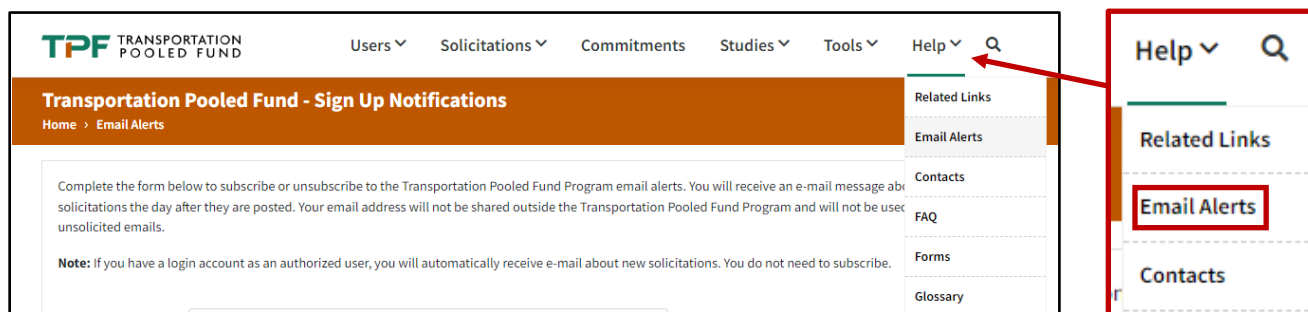 TPF TRANSPORTATION
POOLED FUND
Users Solicitations Commitments Studies Tools Help
Transportation Pooled Fund - Sign Up Notifications
Home › Email Alerts
Related Links
Email Alerts
Contacts
FAQ
Forms
Glossary
Complete the form below to subscribe or unsubscribe to the Transportation Pooled Fund Program email alerts. You will receive an e-mail message
solicitations the day after they are posted. Your email address will not be shared outside the Transportation Pooled Fund Program and will not be
unsolicited emails.
Note: If you have a login account as an authorized user, you will automatically receive e-mail about new solicitations. You do not need to subscribe.
Help
Related Links
Email Alerts
Contacts